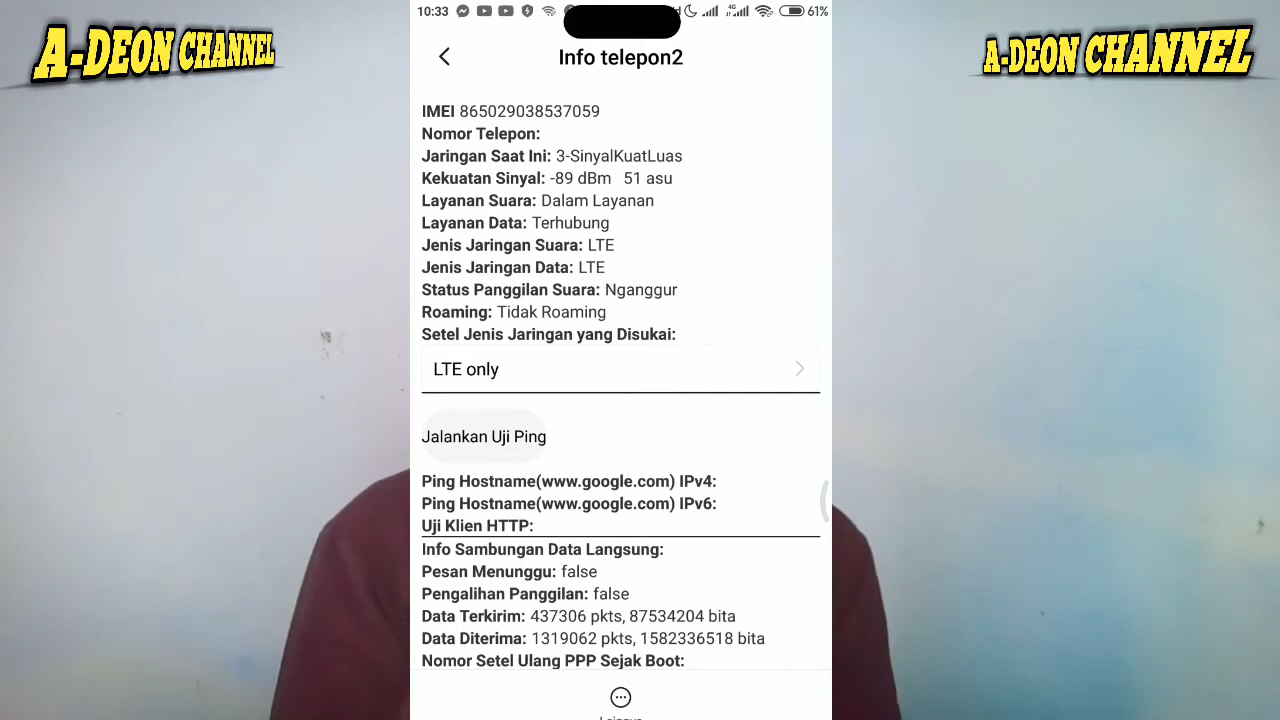 A-DEON CHANNEL
A-DEON CHANNEL
10:33
4G
61%
Info telepon2
IMEI 865029038537059
Nomor Telepon:
Jaringan Saat Ini: 3-SinyalKuatLuas
Kekuatan Sinyal: -89 dBm 51 asu
Layanan Suara: Dalam Layanan
Layanan Data: Terhubung
Jenis Jaringan Suara: LTE
Jenis Jaringan Data: LTE
Status Panggilan Suara: Nganggur
Roaming: Tidak Roaming
Setel Jenis Jaringan yang Disukai:
LTE only
Jalankan Uji Ping
Ping Hostname(www.google.com) IPv4:
Ping Hostname(www.google.com) IPv6:
Uji Klien HTTP:
Info Sambungan Data Langsung:
Pesan Menunggu: false
Pengalihan Panggilan: false
Data Terkirim: 437306 pkts, 87534204 bita
Data Diterima: 1319062 pkts, 1582336518 bita
Nomor Setel Ulang PPP Sejak Boot: